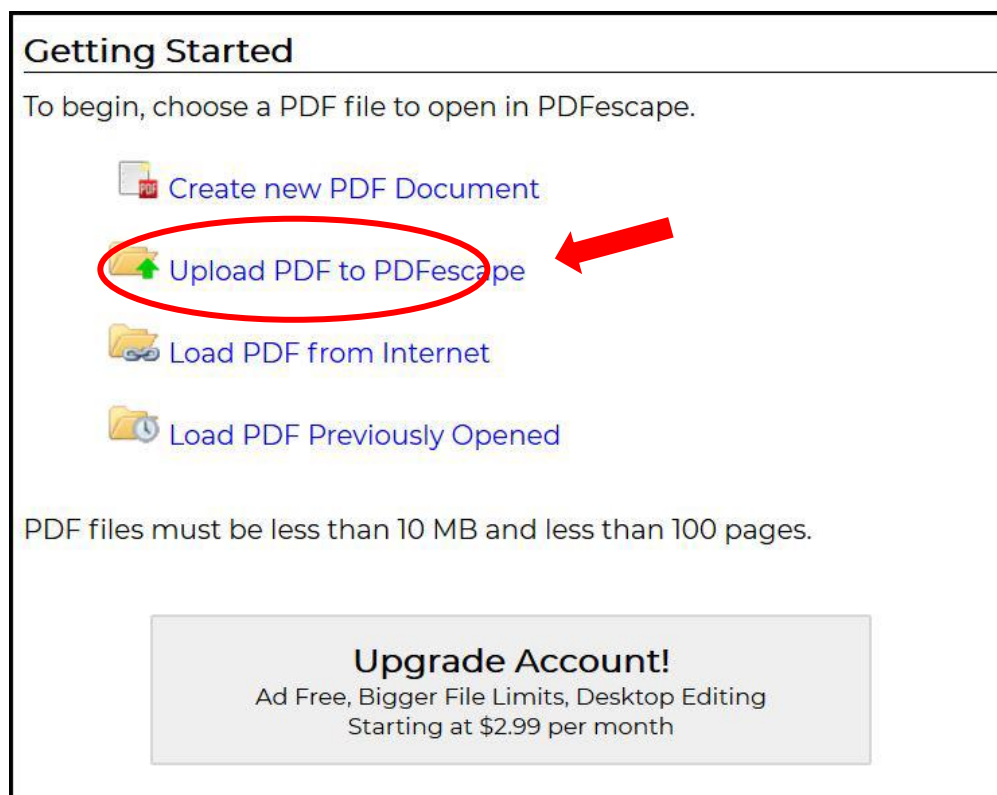 Getting Started
To begin, choose a PDF file to open in PDFescape.
PDF
Create new PDF Document
Upload PDF to PDFescape
Load PDF from Internet
Load PDF Previously Opened
PDF files must be less than 10 MB and less than 100 pages.
Upgrade Account!
Ad Free, Bigger File Limits, Desktop Editing
Starting at $2.99 per month